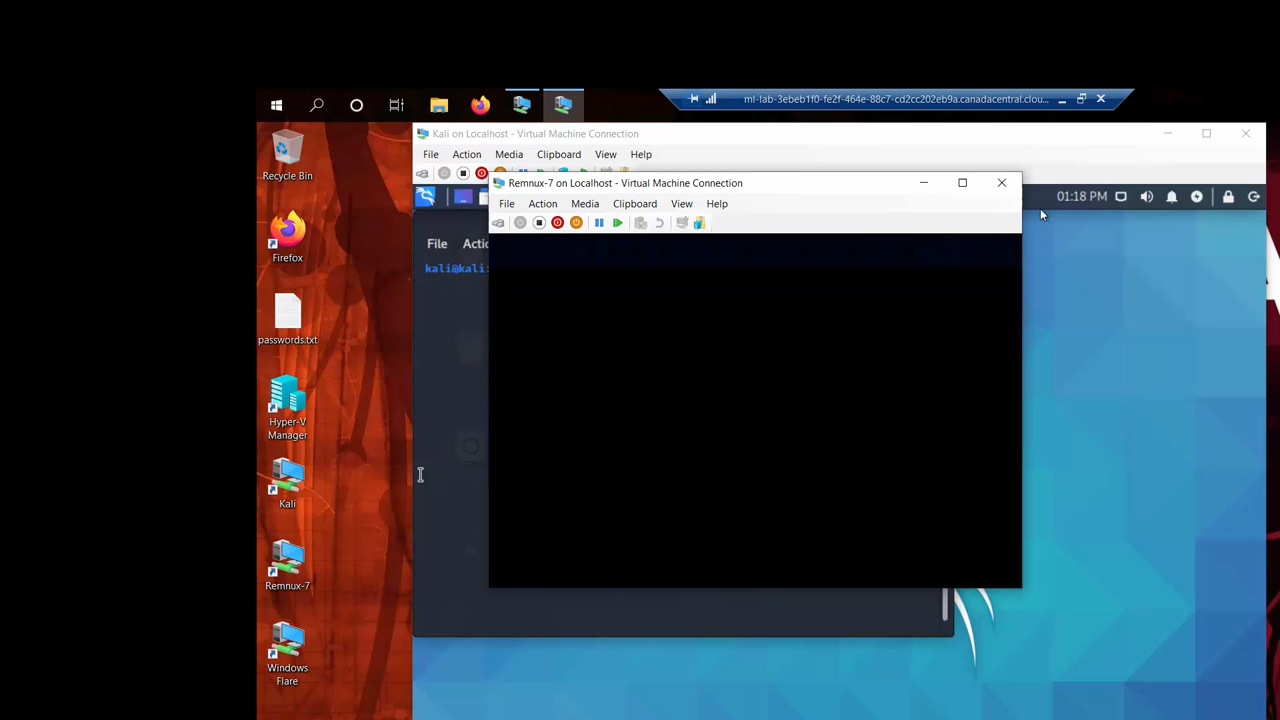 ml-lab-3ebeb1f0-fe2f-464e-88c7-cd2cc202eb9a.canadacentral.clou...
Recycle Bin
Firefox
passwords.txt
Hyper-V
Manager
Kali
Remnux-7
Windows
Flare
Kali on Localhost - Virtual Machine Connection
File Action Media Clipboard View Help
01:18 PM
File Actic
kali@kali:
Remnux-7 on Localhost - Virtual Machine Connection
File Action Media Clipboard View Help